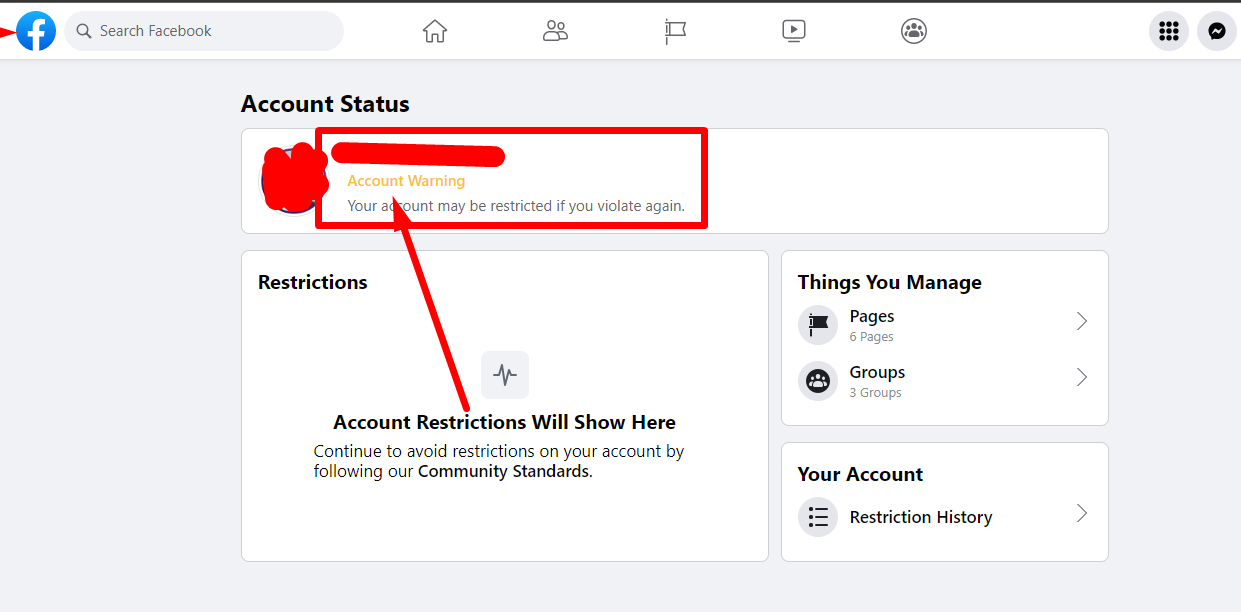 Search Facebook
Account Status
Account Warning
Your account may be restricted if you violate again.
Restrictions
Account Restrictions Will Show Here
Continue to avoid restrictions on your account by
following our Community Standards.
Things You Manage
Pages
6 Pages
Groups
3 Groups
Your Account
Restriction History